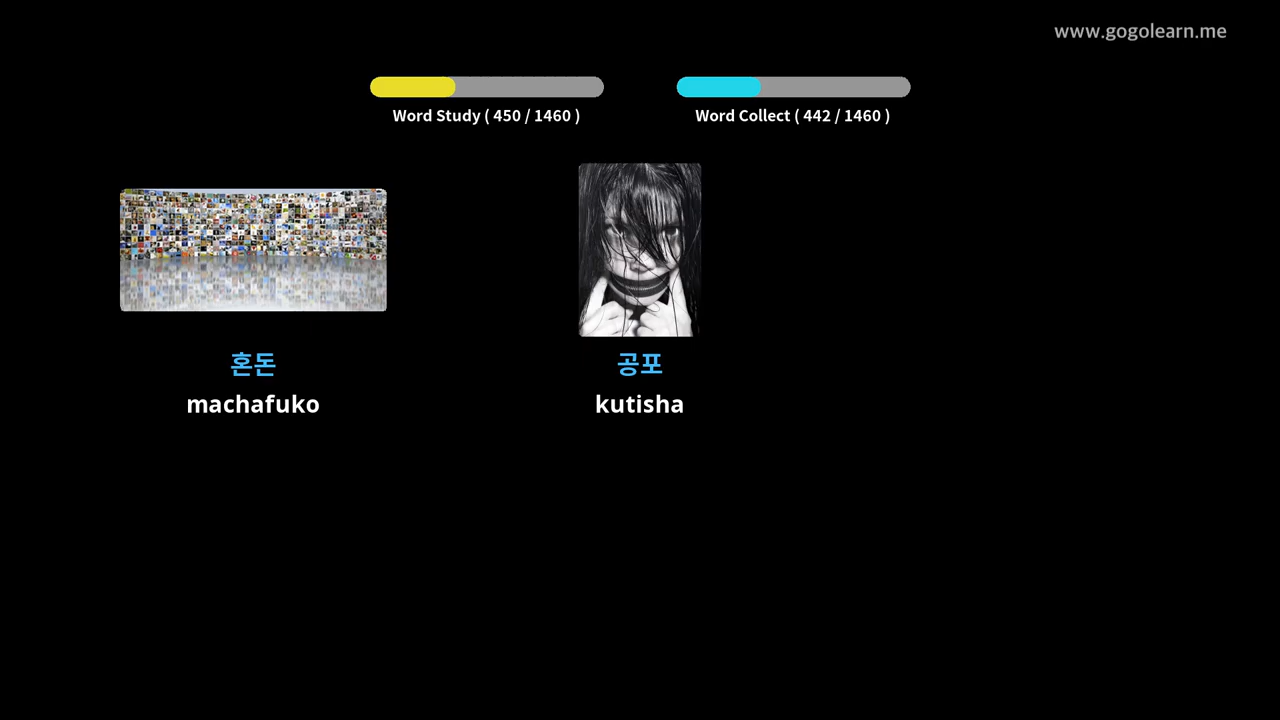 www.gogolearn.me
Word Study ( 450 / 1460 )
Word Collect ( 442 / 1460 )
혼돈
machafuko
공포
kutisha